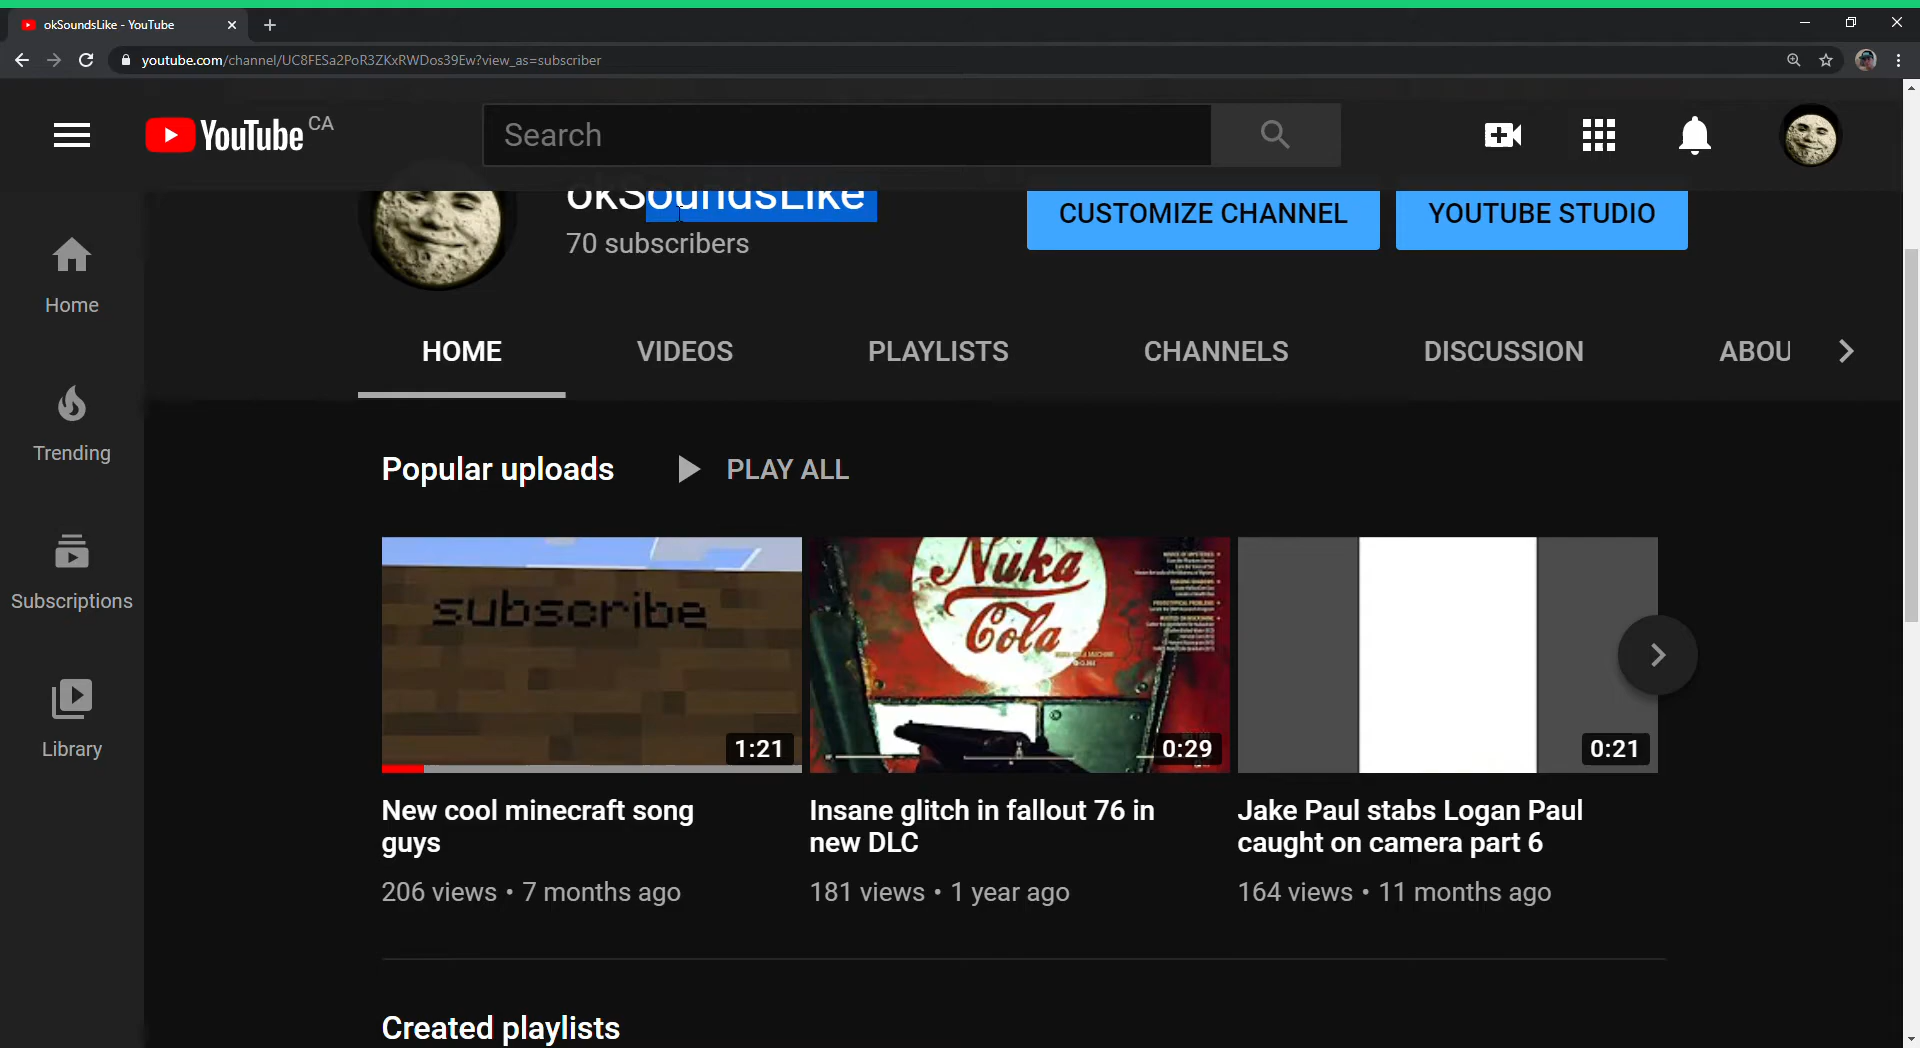 okSoundsLike - YouTube
youtube.com/channel/UC8FESa2PoR3ZKxRWDos39Ew?view_as=subscriber
YouTube CA
Search
okSoundsLike
70 subscribers
CUSTOMIZE CHANNEL
YOUTUBE STUDIO
Home
Trending
Subscriptions
Library
HOME
VIDEOS
PLAYLISTS
CHANNELS
DISCUSSION
ABOU
Popular uploads
PLAY ALL
subscribe
1:21
Nuka
Cola
0:29
0:21
New cool minecraft song
guys
206 views • 7 months ago
Insane glitch in fallout 76 in
new DLC
181 views • 1 year ago
Jake Paul stabs Logan Paul
caught on camera part 6
164 views • 11 months ago
Created playlists